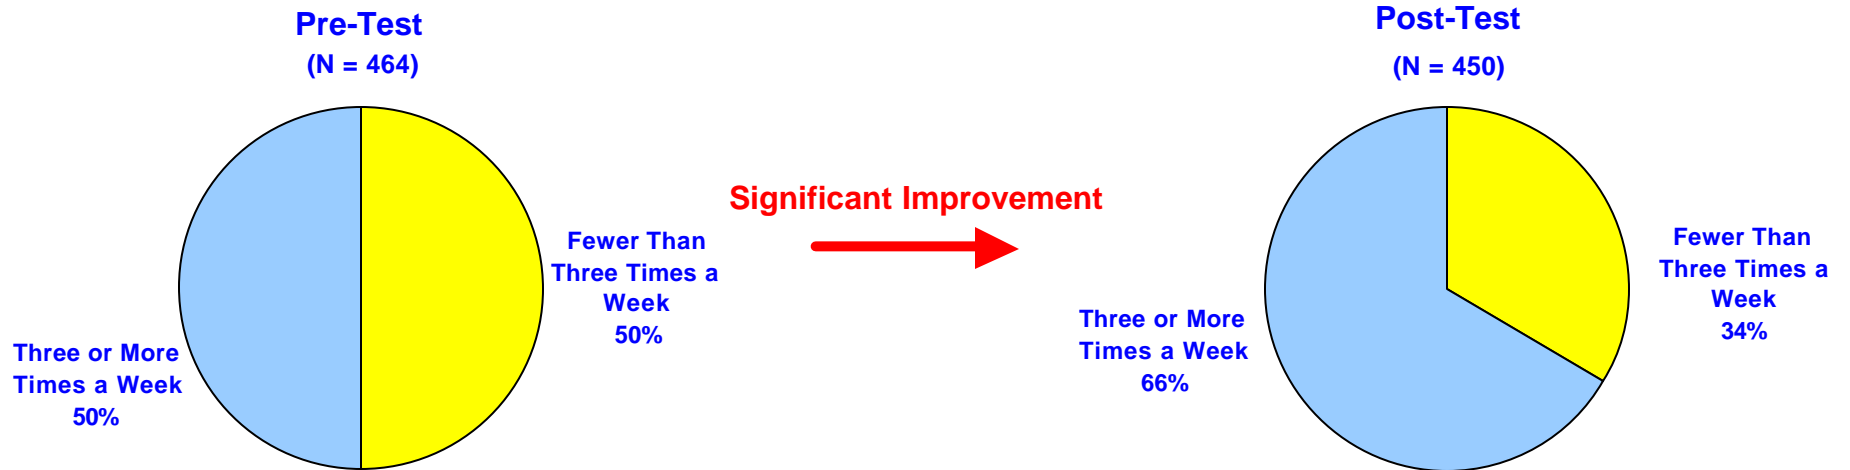 Pre-Test
(N = 464)
Three or More
Times a Week
50%
Fewer Than
Three Times a
Week
50%
Significant Improvement
Post-Test
(N = 450)
Three or More
Times a Week
66%
Fewer Than
Three Times a
Week
34%